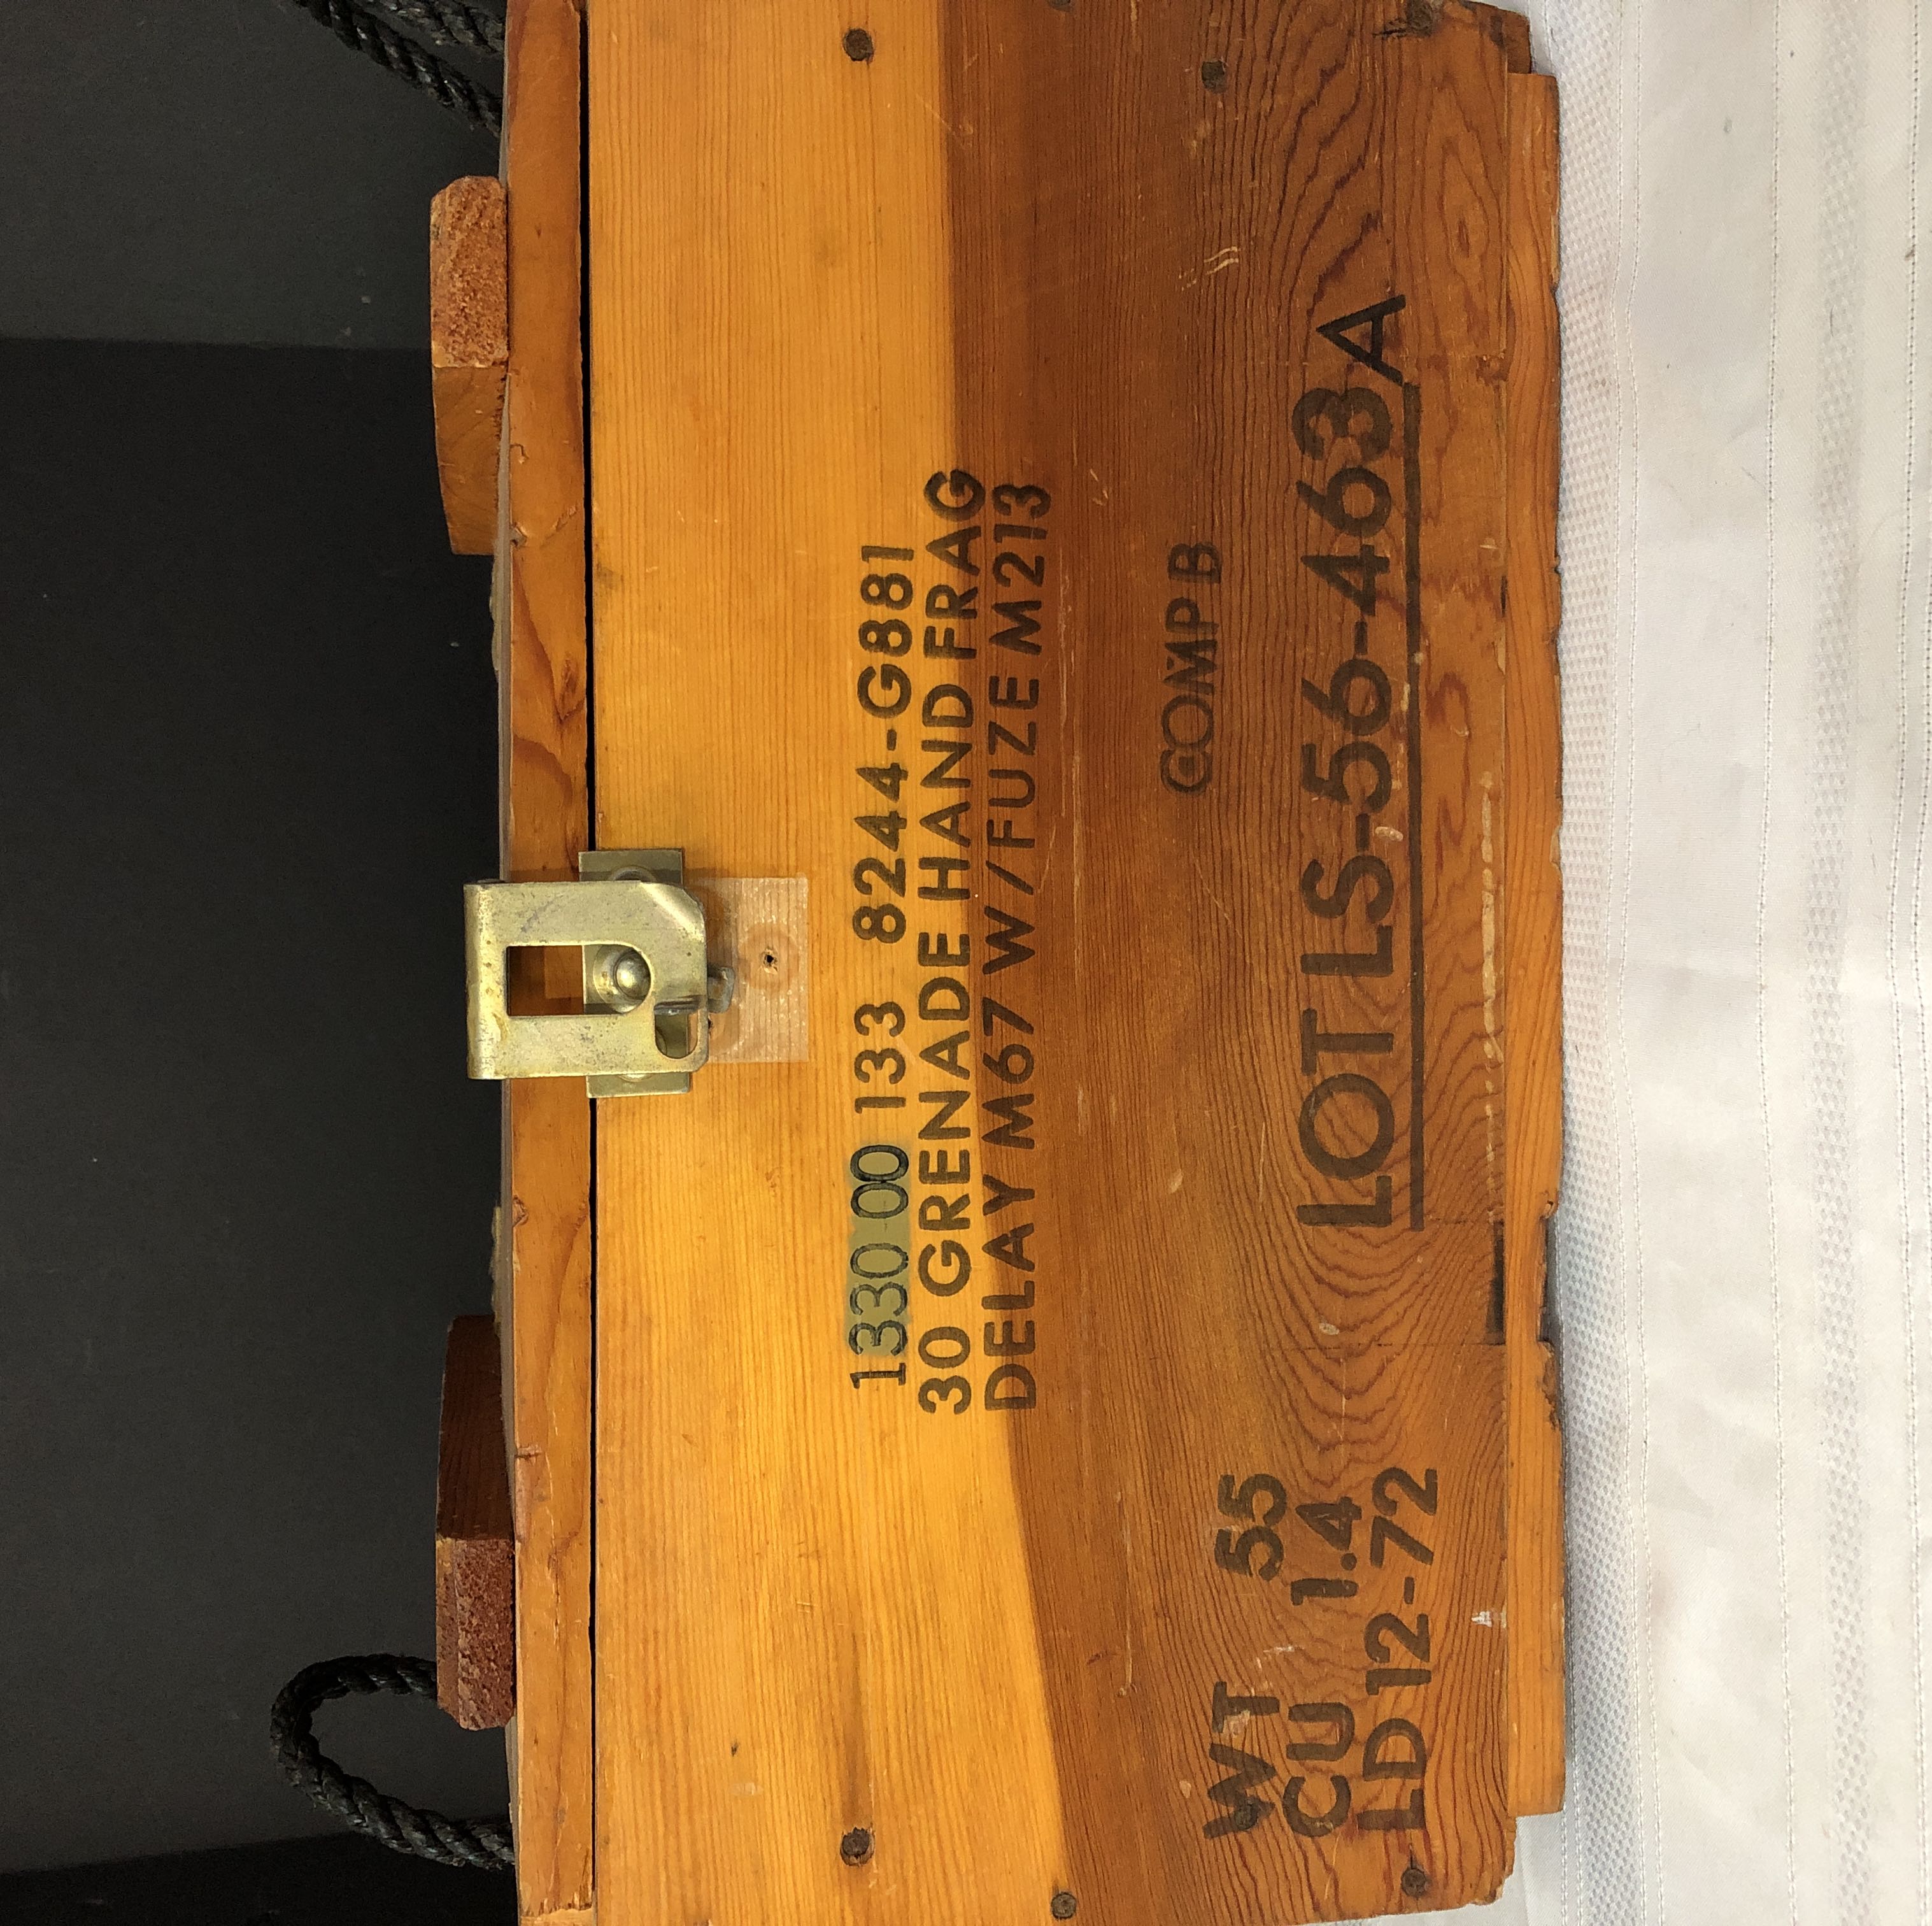 1330 00 133 8244-G881
30 GRENADE HAND FRAG
DELAY M67 W/FUZE M213
COMP B
LOT LS-56-463A
WT 55
CU 1.4
LD 12-72